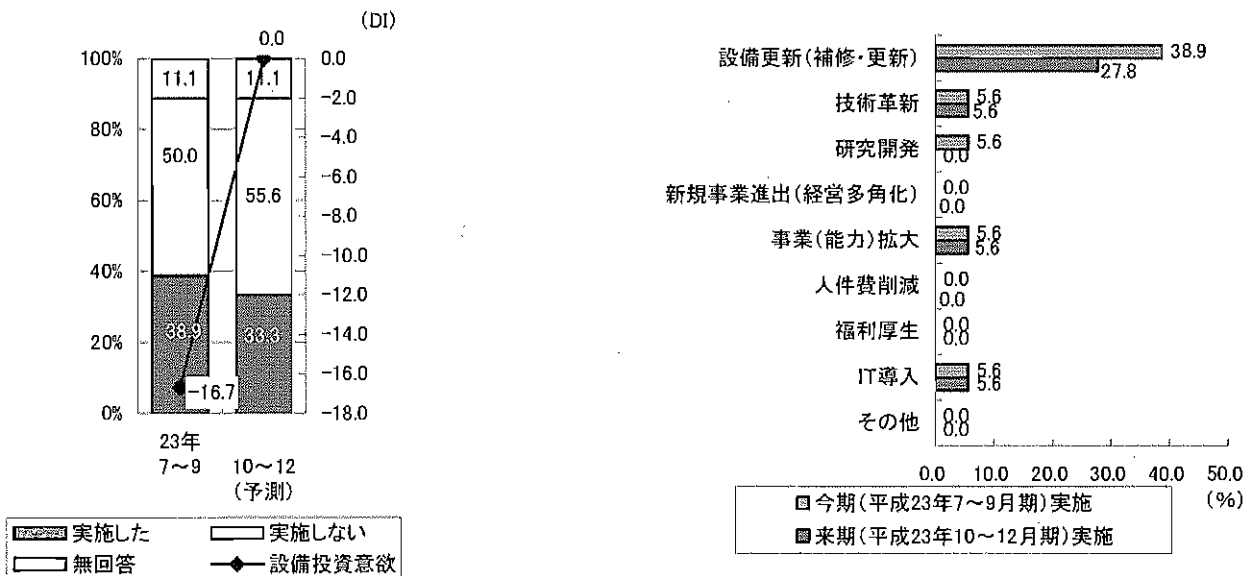 (DI)
0.0
100%
80%
60%
40%
20%
0%
11.1
50.0
38.9
-16.7
11.1
55.6
33.3
0.0
-2.0
-4.0
-6.0
-8.0
-10.0
-12.0
-14.0
-16.0
-18.0
23年
7～9
10～12
(予測)
実施した
実施しない
無回答
設備投資意欲
設備更新(補修・更新)
38.9
27.8
技術革新
5.6
5.6
研究開発
5.6
0.0
新規事業進出(経営多角化)
0.0
0.0
事業(能力)拡大
5.6
5.6
人件費削減
0.0
0.0
福利厚生
0.0
0.0
IT導入
5.6
5.6
その他
0.0
0.0
0.0 10.0 20.0 30.0 40.0 50.0
(%)
今期(平成23年7～9月期)実施
来期(平成23年10～12月期)実施